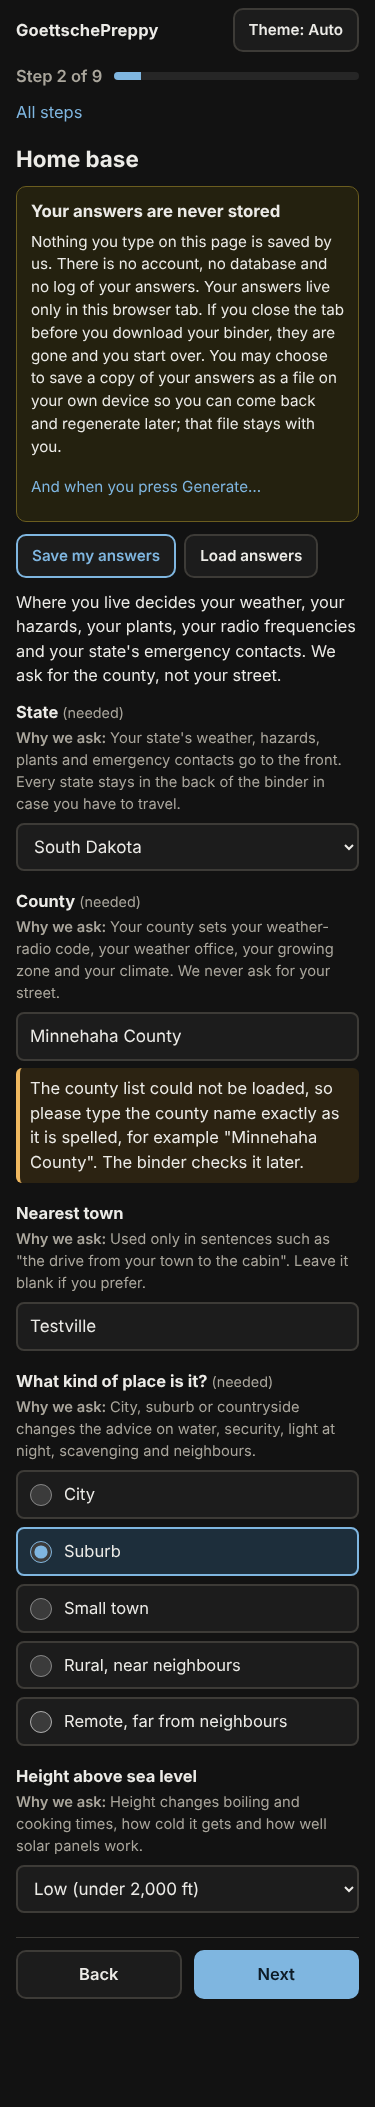 GoettschePreppy
Theme: Auto
Step 2 of 9
All steps
Home base
Your answers are never stored
Nothing you type on this page is saved by
us. There is no account, no database and
no log of your answers. Your answers live
only in this browser tab. If you close the tab
before you download your binder, they are
gone and you start over. You may choose
to save a copy of your answers as a file on
your own device so you can come back
and regenerate later; that file stays with
you.
And when you press Generate...
Save my answers
Load answers
Where you live decides your weather, your
hazards, your plants, your radio frequencies
and your state's emergency contacts. We
ask for the county, not your street.
State (needed)
Why we ask: Your state's weather, hazards,
plants and emergency contacts go to the front.
Every state stays in the back of the binder in
case you have to travel.
South Dakota
County (needed)
Why we ask: Your county sets your weather-
radio code, your weather office, your growing
zone and your climate. We never ask for your
street.
Minnehaha County
The county list could not be loaded, so
please type the county name exactly as
it is spelled, for example "Minnehaha
County". The binder checks it later.
Nearest town
Why we ask: Used only in sentences such as
"the drive from your town to the cabin". Leave it
blank if you prefer.
Testville
What kind of place is it? (needed)
Why we ask: City, suburb or countryside
changes the advice on water, security, light at
night, scavenging and neighbours.
City
Suburb
Small town
Rural, near neighbours
Remote, far from neighbours
Height above sea level
Why we ask: Height changes boiling and
cooking times, how cold it gets and how well
solar panels work.
Low (under 2,000 ft)
Back
Next